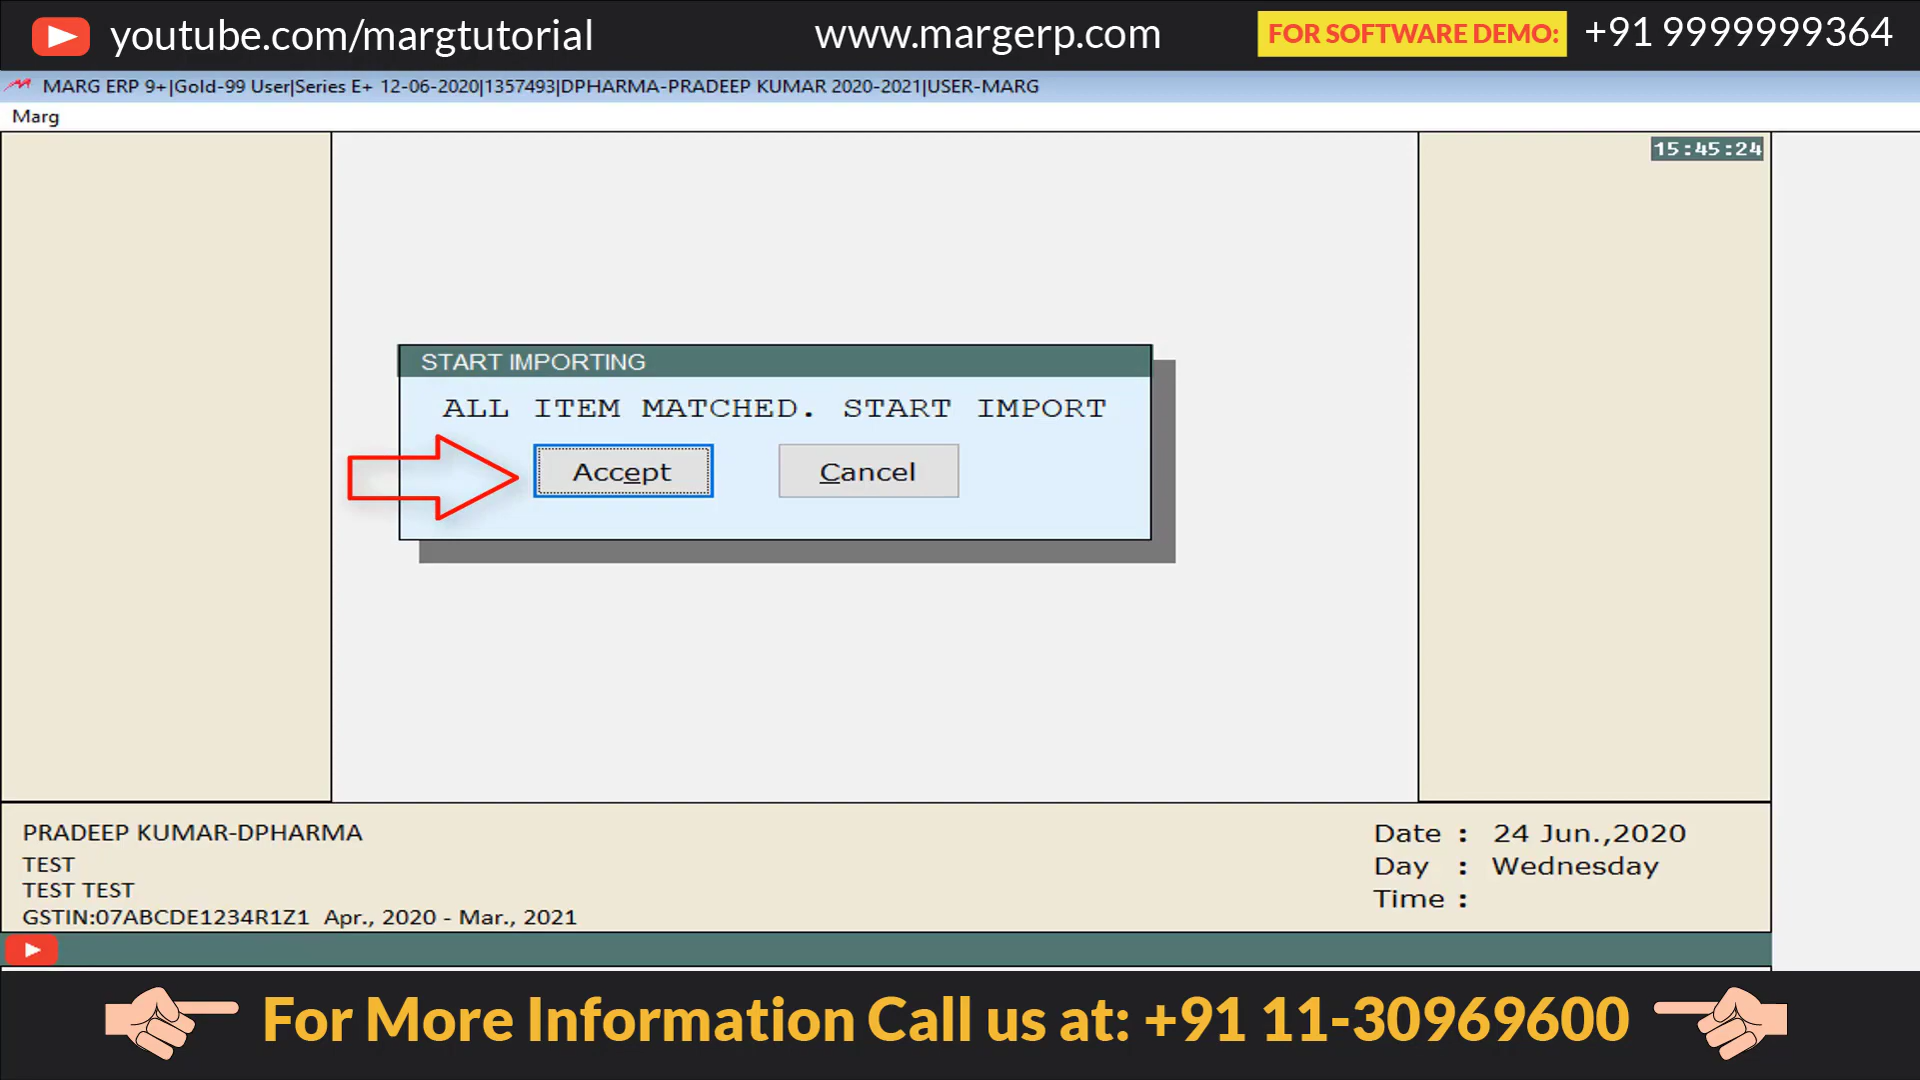 youtube.com/margtutorial
www.margerp.com
FOR SOFTWARE DEMO:
+91 9999999364
MARG ERP 9+|Gold-99 User|Series E+ 12-06-2020|1357493|DPHARMA-PRADEEP KUMAR 2020-2021|USER-MARG
Marg
15:45:24
START IMPORTING
ALL ITEM MATCHED. START IMPORT
Accept
Cancel
PRADEEP KUMAR-DPHARMA
TEST
TEST TEST
GSTIN:07ABCDE1234R1Z1 Apr., 2020 - Mar., 2021
Date : 24 Jun.,2020
Day : Wednesday
Time :
For More Information Call us at: +91 11-30969600